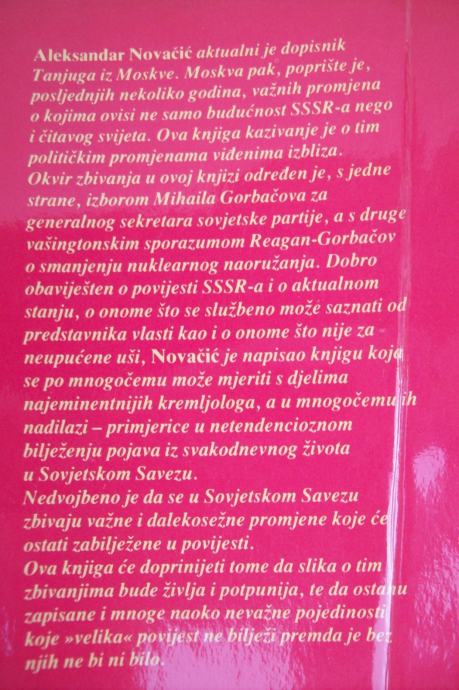 Aleksandar Novačić aktualni je dopisnik
Tanjuga iz Moskve. Moskva pak, poprište je,
posljednjih nekoliko godina, važnih promjena
o kojima ovisi ne samo budućnost SSSR-a nego
i čitavog svijeta. Ova knjiga kazivanje je o tim
političkim promjenama viđenima izbliza.
Okvir zbivanja u ovoj knjizi određen je, s jedne
strane, izborom Mihaila Gorbačova za
generalnog sekretara sovjetske partije, a s druge
vašingtonskim sporazumom Reagan-Gorbačov
o smanjenju nuklearnog naoružanja. Dobro
obaviješten o povijesti SSSR-a i o aktualnom
stanju, o onome što se službeno može saznati od
predstavnika vlasti kao i o onome što nije za
neupućene uši, Novačić je napisao knjigu koja
se po mnogočemu može mjeriti s djelima
najeminentnijih kremljologa, a u mnogočemu ih
nadilazi – primjerice u netendencioznom
bilježenju pojava iz svakodnevnog života
u Sovjetskom Savezu.
Nedvojbeno je da se u Sovjetskom Savezu
zbivaju važne i dalekosežne promjene koje će
ostati zabilježene u povijesti.
Ova knjiga će doprinijeti tome da slika o tim
zbivanjima bude življa i potpunija, te da ostanu
zapisane i mnoge naoko nevažne pojedinosti
koje »velika« povijest ne bilježi premda je bez
njih ne bi ni bilo.